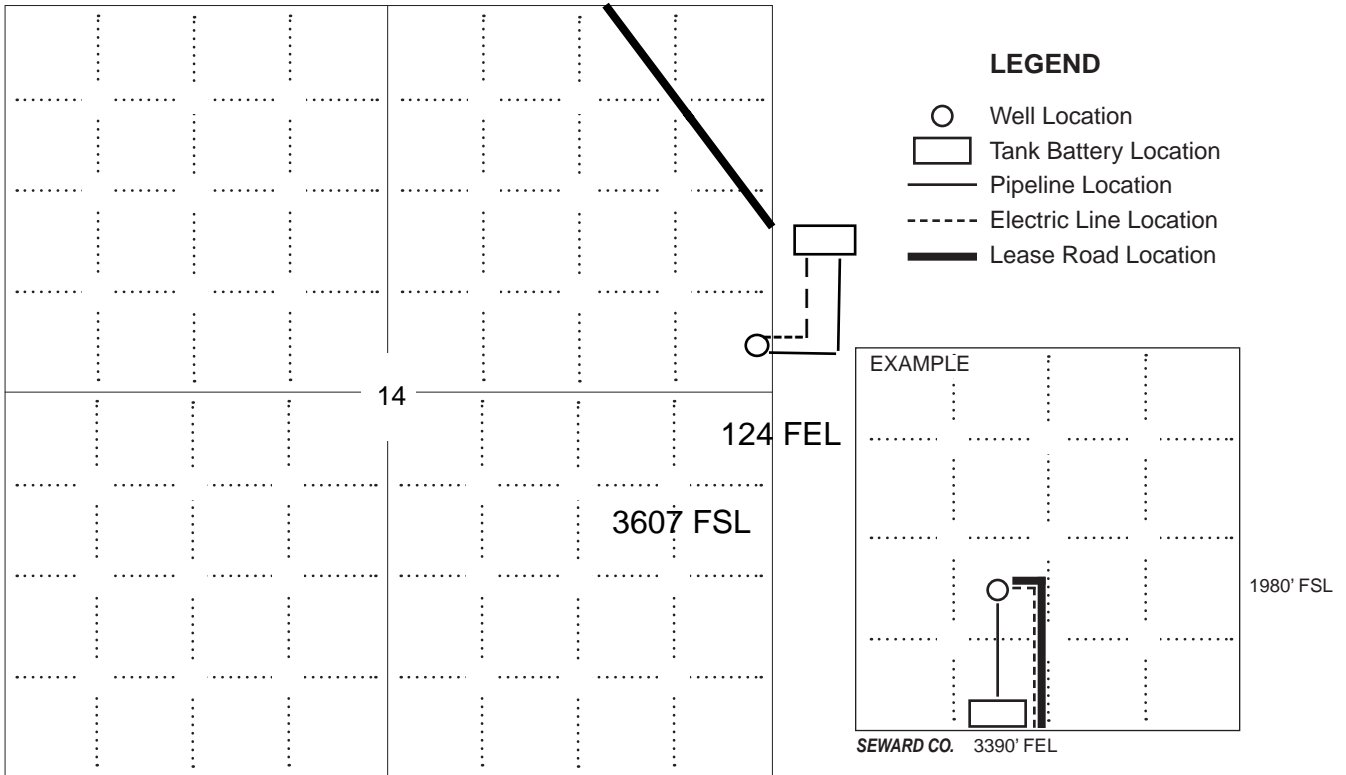 LEGEND
Well Location
Tank Battery Location
Pipeline Location
Electric Line Location
Lease Road Location
14
124 FEL
3607 FSL
EXAMPLE
1980' FSL
SEWARD CO. 3390' FEL